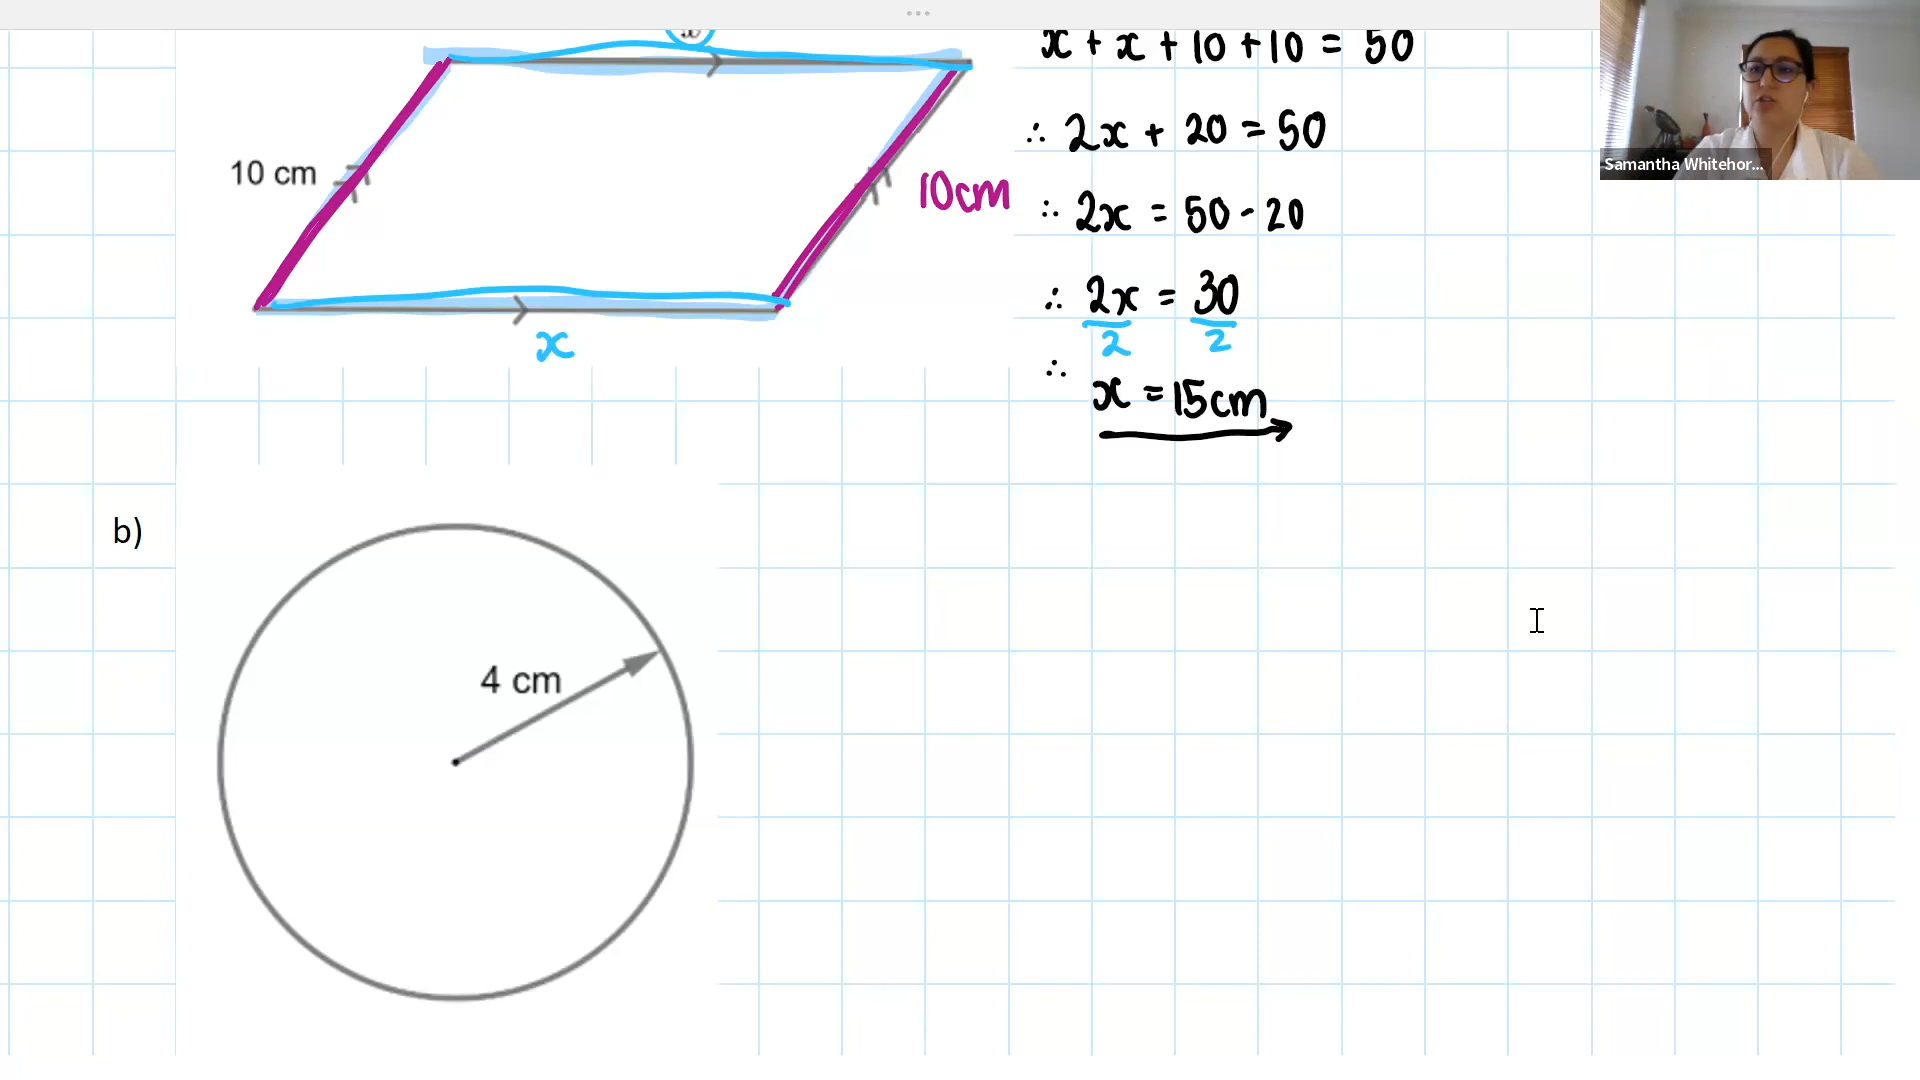 x
x + x + 10 + 10 = 50
∴ 2x + 20 = 50
10 cm
10cm
∴ 2x = 50 - 20
∴ 2x = 30
2 2
x
∴ x = 15cm
b)
4 cm
Samantha Whitehor...